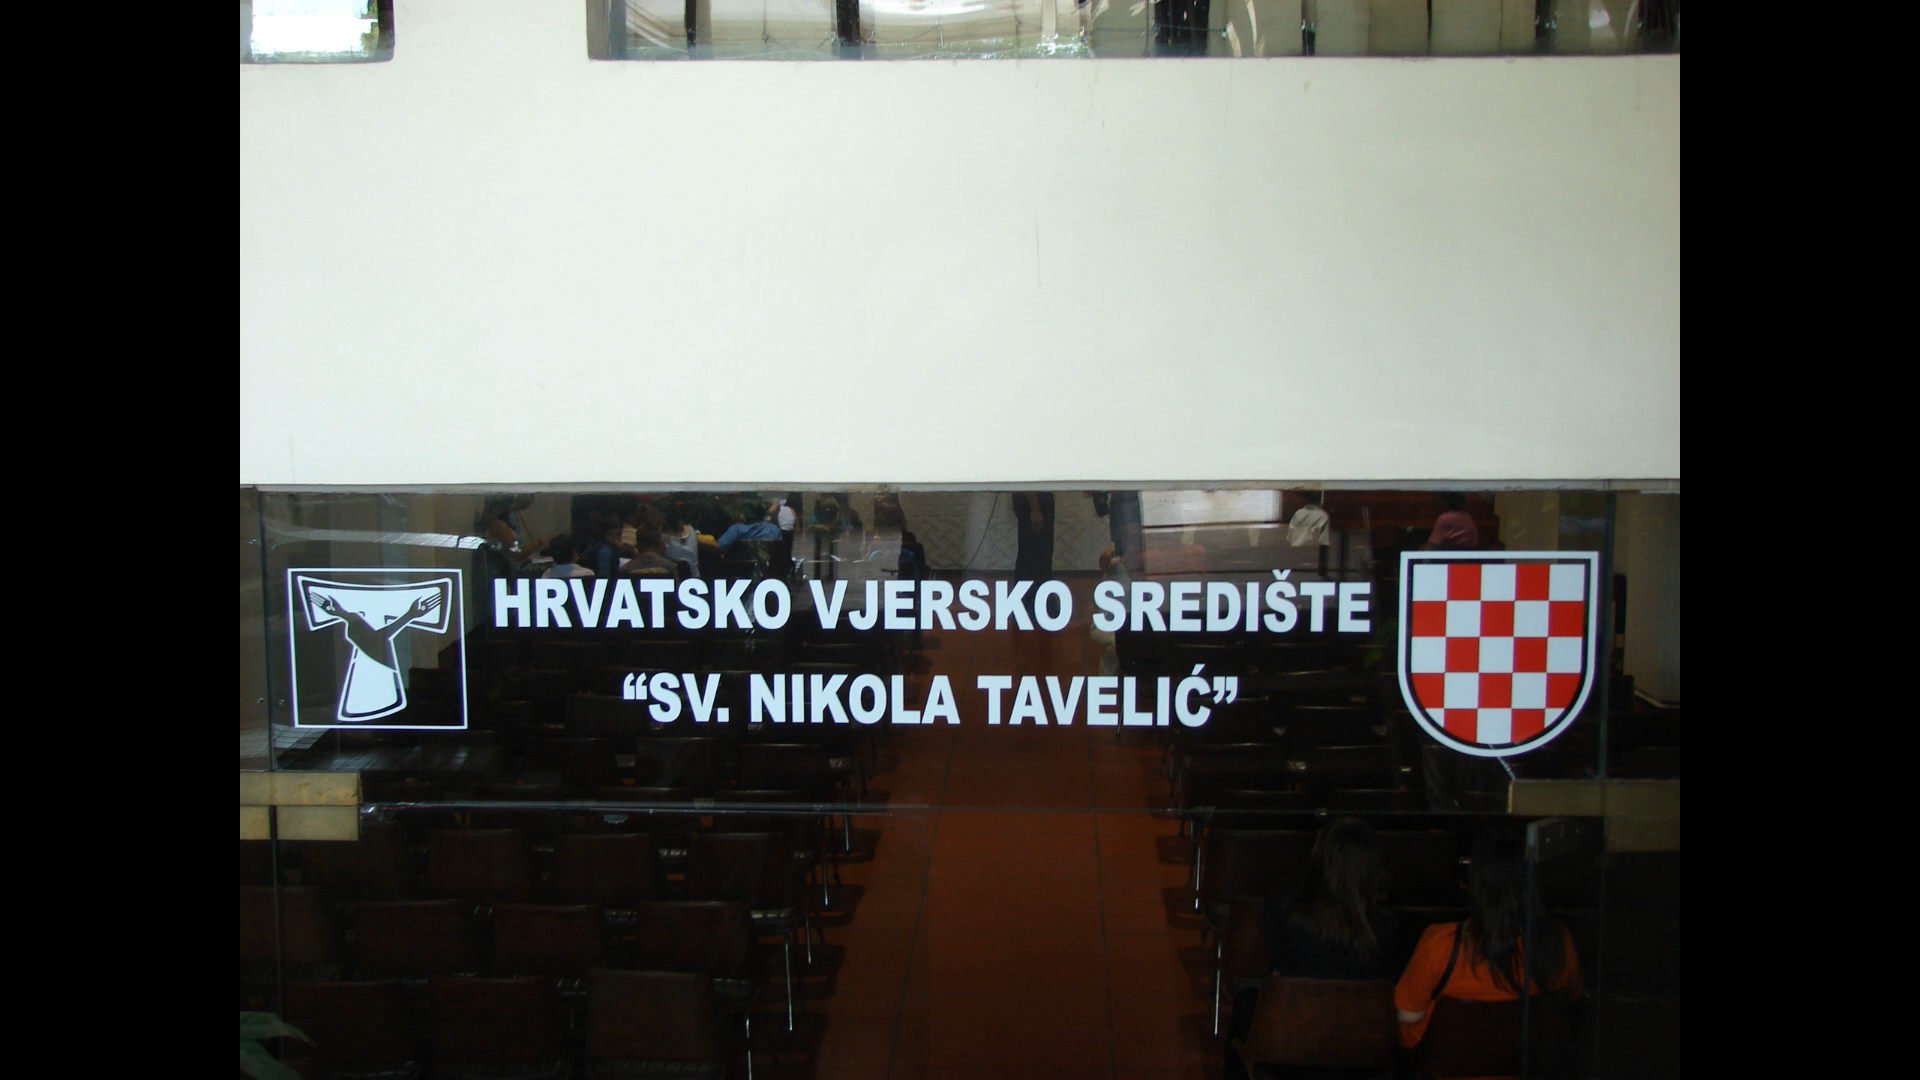 HRVATSKO VJERSKO SREDIŠTE
“SV. NIKOLA TAVELIĆ”